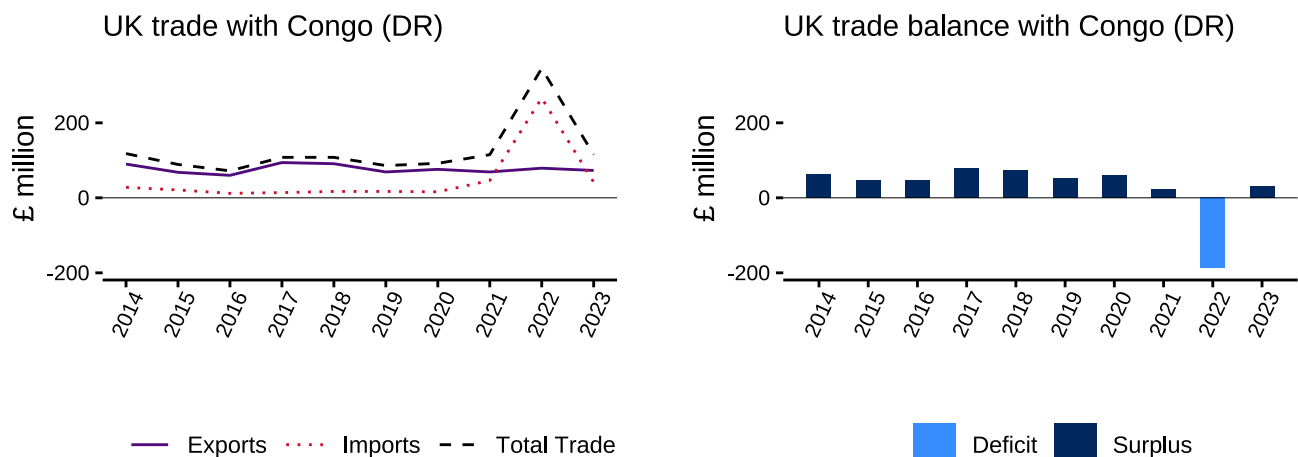 UK trade with Congo (DR)
£ million
200
0
-200
2014 2015 2016 2017 2018 2019 2020 2021 2022 2023
Exports Imports Total Trade
UK trade balance with Congo (DR)
£ million
200
0
-200
2014 2015 2016 2017 2018 2019 2020 2021 2022 2023
Deficit Surplus